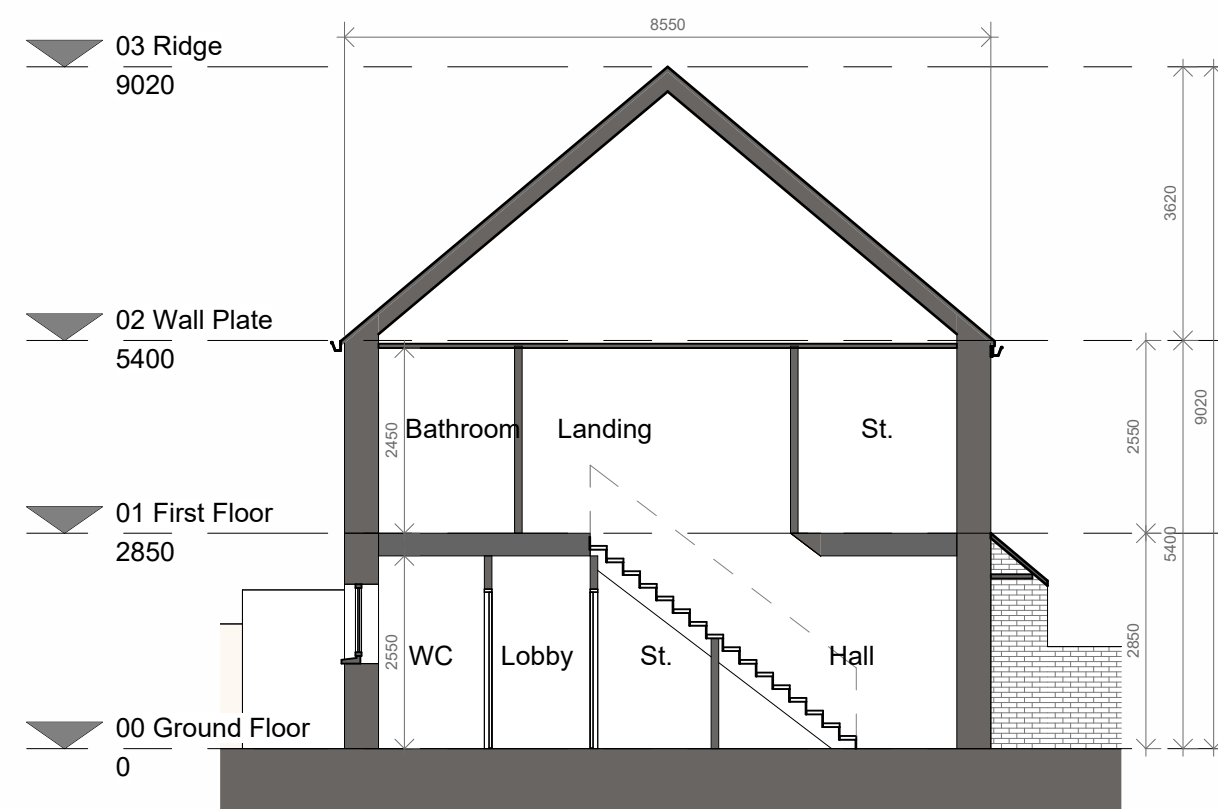 8550
03 Ridge
9020
3620
02 Wall Plate
5400
9020
Bathroom
Landing
St.
2450
2550
01 First Floor
2850
5400
2550
WC
Lobby
St.
Hall
2850
00 Ground Floor
0